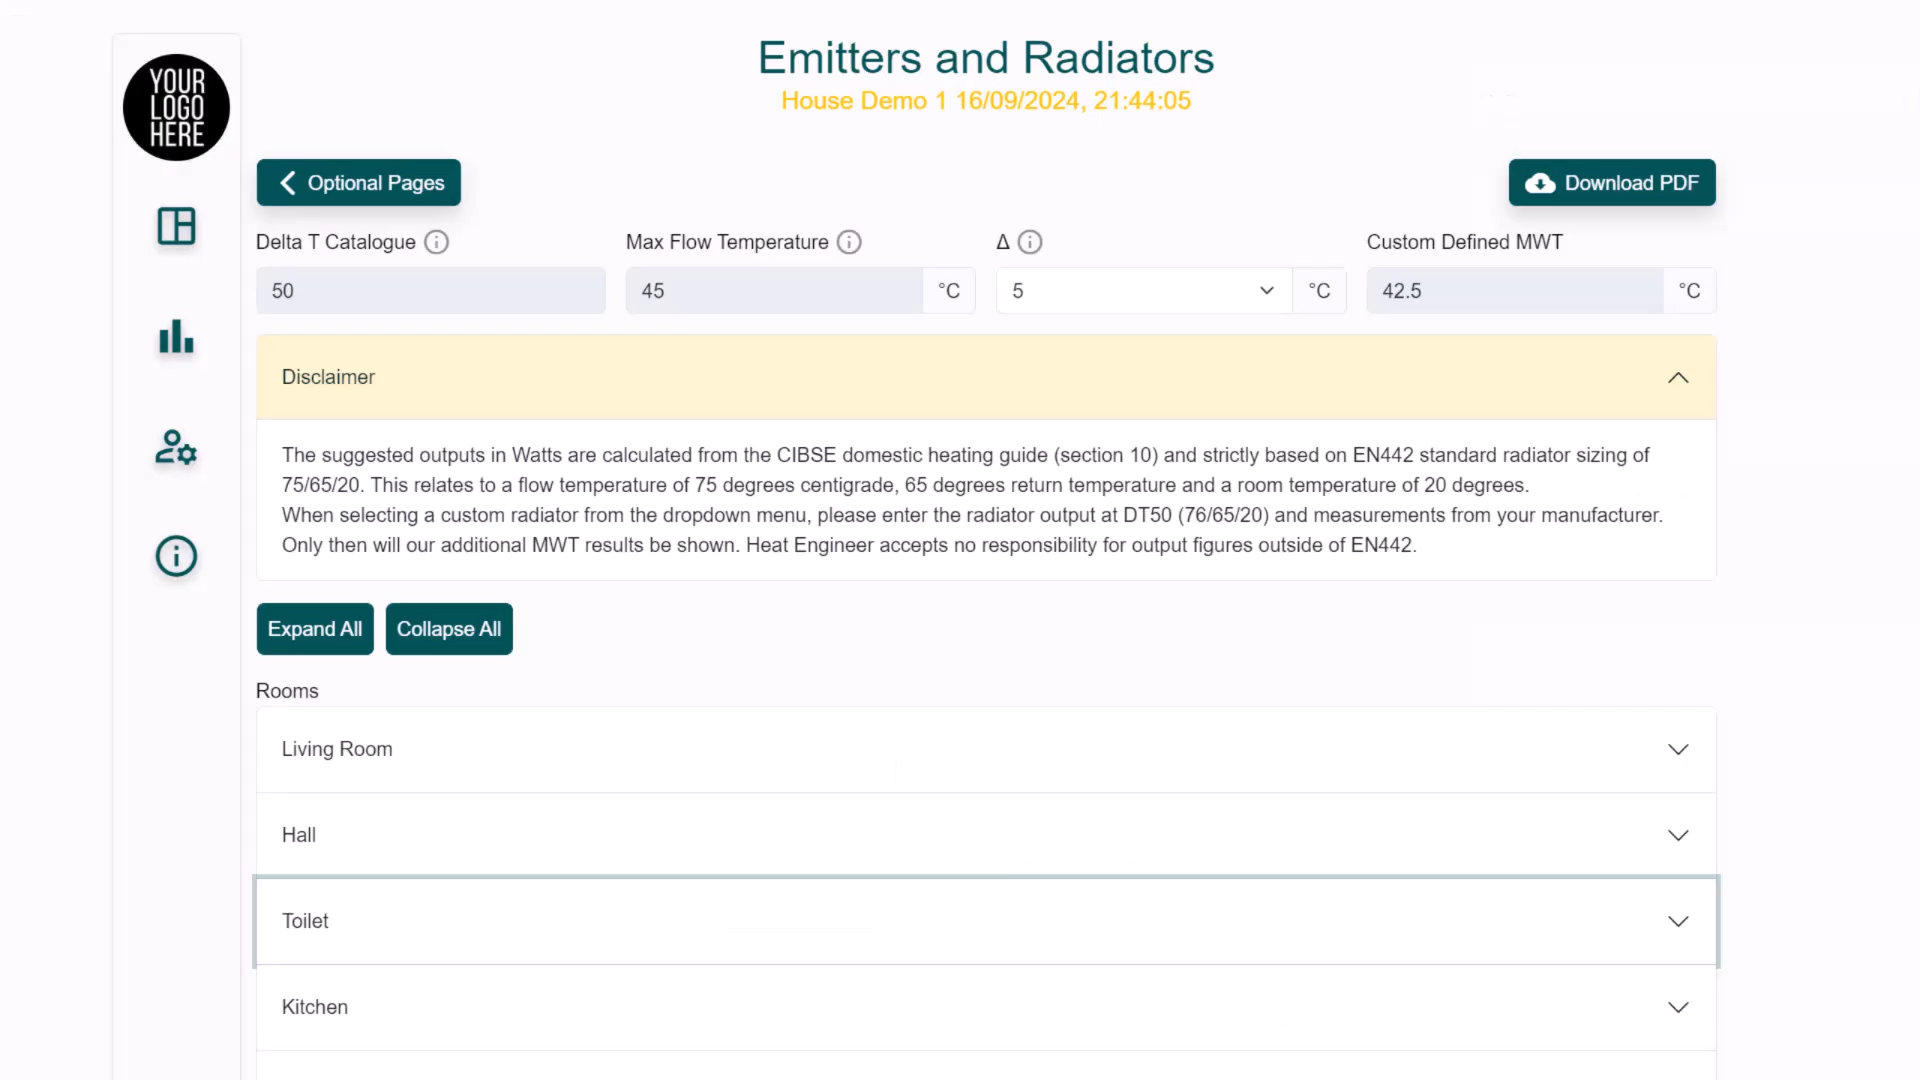 YOUR
LOGO
HERE
Emitters and Radiators
House Demo 1 16/09/2024, 21:44:05
Optional Pages
Download PDF
Delta T Catalogue
Max Flow Temperature
Δ
Custom Defined MWT
50
45 °C
5 °C
42.5 °C
Disclaimer
The suggested outputs in Watts are calculated from the CIBSE domestic heating guide (section 10) and strictly based on EN442 standard radiator sizing of
75/65/20. This relates to a flow temperature of 75 degrees centigrade, 65 degrees return temperature and a room temperature of 20 degrees.
When selecting a custom radiator from the dropdown menu, please enter the radiator output at DT50 (76/65/20) and measurements from your manufacturer.
Only then will our additional MWT results be shown. Heat Engineer accepts no responsibility for output figures outside of EN442.
Expand All
Collapse All
Rooms
Living Room
Hall
Toilet
Kitchen